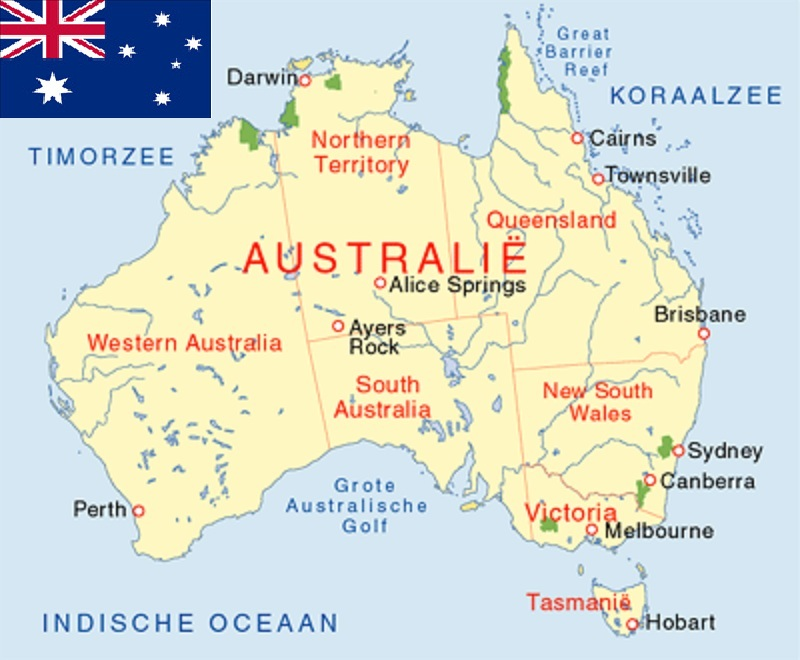 Great
Barrier
Reef
Darwin
KORAALZEE
Northern
Territory
Cairns
TIMORZEE
Townsville
Queensland
AUSTRALIË
Alice Springs
Brisbane
Ayers
Rock
Western Australia
South
Australia
New South
Wales
Sydney
Canberra
Grote
Australische
Golf
Perth
Victoria
Melbourne
Tasmanië
Hobart
INDISCHE OCEAAN